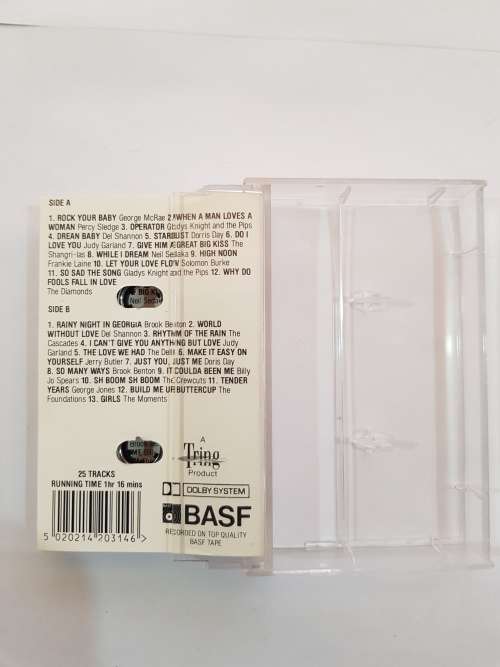 SIDE A
1. ROCK YOUR BABY George McRae 2. WHEN A MAN LOVES A
WOMAN Percy Sledge 3. OPERATOR Gladys Knight and the Pips
4. DREAN BABY Del Shannon 5. STARDUST Dorris Day 6. DO I
LOVE YOU Judy Garland 7. GIVE HIM A GREAT BIG KISS The
Shangri-las 8. WHILE I DREAM Neil Sedaka 9. HIGH NOON
Frankie Laine 10. LET YOUR LOVE FLOW Solomon Burke
11. SO SAD THE SONG Gladys Knight and the Pips 12. WHY DO
FOOLS FALL IN LOVE
The Diamonds
BIG KI
Neil Seda
SIDE B
1. RAINY NIGHT IN GEORGIA Brook Benton 2. WORLD
WITHOUT LOVE Del Shannon 3. RHYTHM OF THE RAIN The
Cascades 4. I CAN'T GIVE YOU ANYTHING BUT LOVE Judy
Garland 5. THE LOVE WE HAD The Dells 6. MAKE IT EASY ON
YOURSELF Jerry Butler 7. JUST YOU, JUST ME Doris Day
8. SO MANY WAYS Brook Benton 9. IT COULDA BEEN ME Billy
Jo Spears 10. SH BOOM SH BOOM The Crewcuts 11. TENDER
YEARS George Jones 12. BUILD ME UP BUTTERCUP The
Foundations 13. GIRLS The Moments
A
Tring
Product
25 TRACKS
RUNNING TIME 1hr 16 mins
DOLBY SYSTEM
BASF
RECORDED ON TOP QUALITY
BASF TAPE
5 020214 203146 >